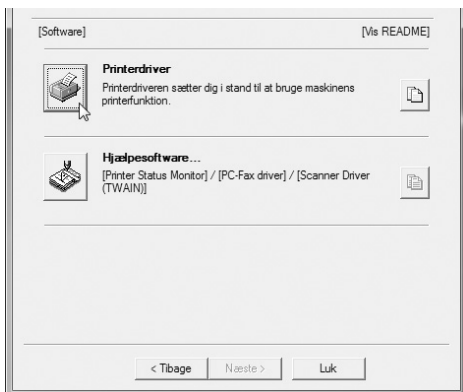 [Software] [Vis README]
Printerdriver
Printerdriveren sætter dig i stand til at bruge maskinens
printerfunktion.
Hjælpesoftware...
[Printer Status Monitor] / [PC-Fax driver] / [Scanner Driver
(TWAIN)]
< Tibage Næste > Luk